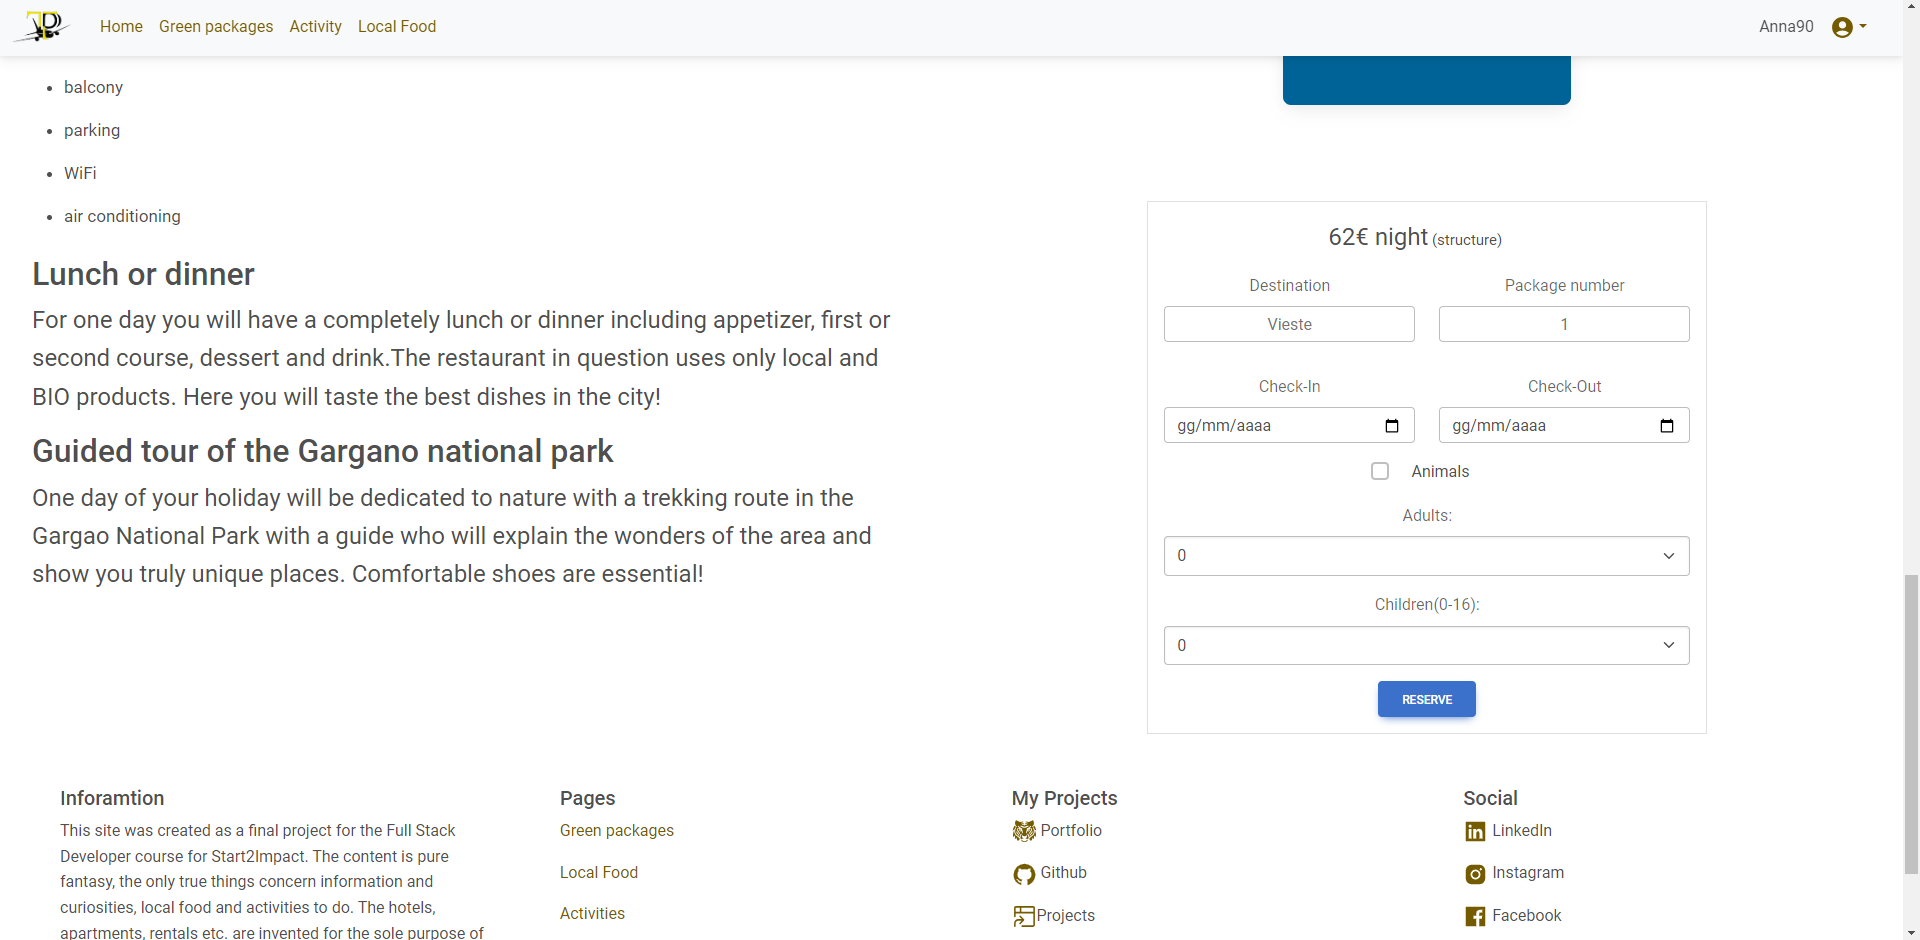 TPD
Home
Green packages
Activity
Local Food
Anna90
balcony
parking
WiFi
air conditioning
Lunch or dinner
For one day you will have a completely lunch or dinner including appetizer, first or
second course, dessert and drink.The restaurant in question uses only local and
BIO products. Here you will taste the best dishes in the city!
Guided tour of the Gargano national park
One day of your holiday will be dedicated to nature with a trekking route in the
Gargao National Park with a guide who will explain the wonders of the area and
show you truly unique places. Comfortable shoes are essential!
62€ night (structure)
Destination
Package number
Vieste
1
Check-In
Check-Out
gg/mm/aaaa
gg/mm/aaaa
Animals
Adults:
0
Children(0-16):
0
RESERVE
Inforamtion
This site was created as a final project for the Full Stack
Developer course for Start2Impact. The content is pure
fantasy, the only true things concern information and
curiosities, local food and activities to do. The hotels,
apartments, rentals etc. are invented for the sole purpose of
Pages
Green packages
Local Food
Activities
My Projects
Portfolio
Github
Projects
Social
LinkedIn
Instagram
Facebook